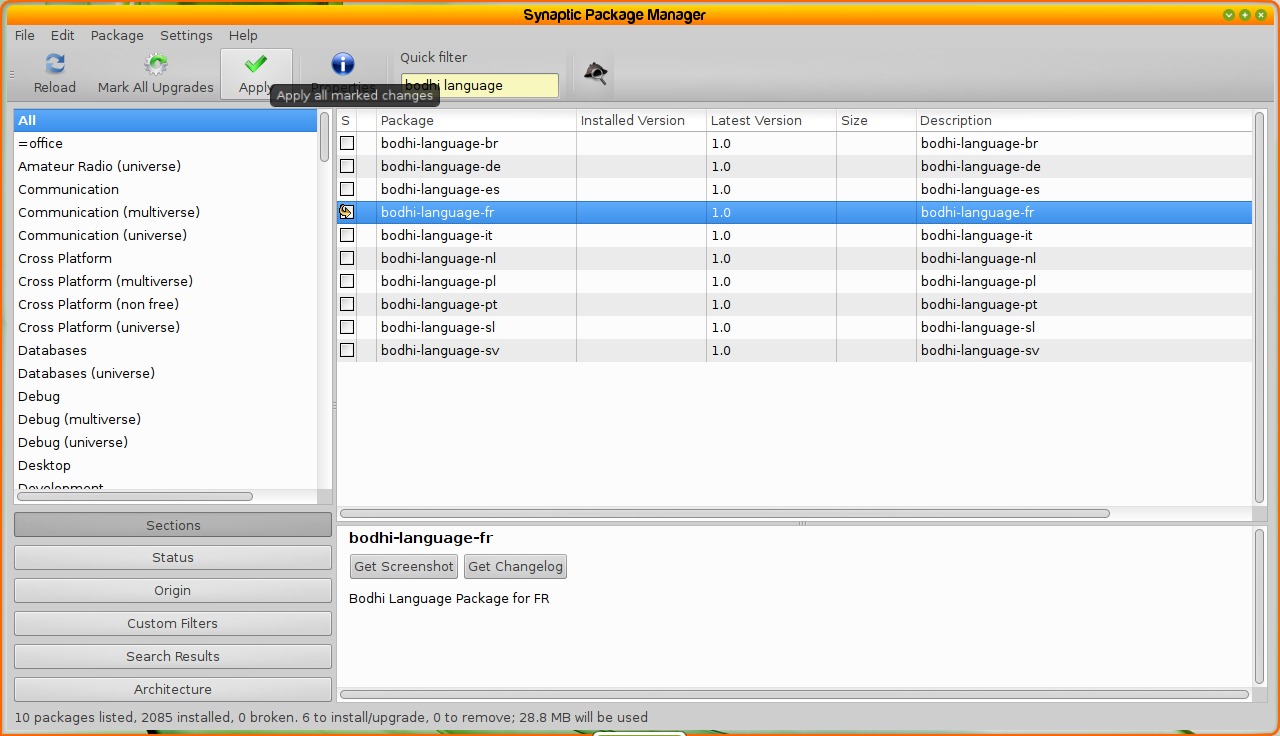 Synaptic Package Manager
File Edit Package Settings Help
Reload
Mark All Upgrades
Apply
Properties
Quick filter
bodhi language
Apply all marked changes
All
=office
Amateur Radio (universe)
Communication
Communication (multiverse)
Communication (universe)
Cross Platform
Cross Platform (multiverse)
Cross Platform (non free)
Cross Platform (universe)
Databases
Databases (universe)
Debug
Debug (multiverse)
Debug (universe)
Desktop
Development
Sections
Status
Origin
Custom Filters
Search Results
Architecture
S Package Installed Version Latest Version Size Description
bodhi-language-br 1.0 bodhi-language-br
bodhi-language-de 1.0 bodhi-language-de
bodhi-language-es 1.0 bodhi-language-es
bodhi-language-fr 1.0 bodhi-language-fr
bodhi-language-it 1.0 bodhi-language-it
bodhi-language-nl 1.0 bodhi-language-nl
bodhi-language-pl 1.0 bodhi-language-pl
bodhi-language-pt 1.0 bodhi-language-pt
bodhi-language-sl 1.0 bodhi-language-sl
bodhi-language-sv 1.0 bodhi-language-sv
bodhi-language-fr
Get Screenshot Get Changelog
Bodhi Language Package for FR
10 packages listed, 2085 installed, 0 broken. 6 to install/upgrade, 0 to remove; 28.8 MB will be used